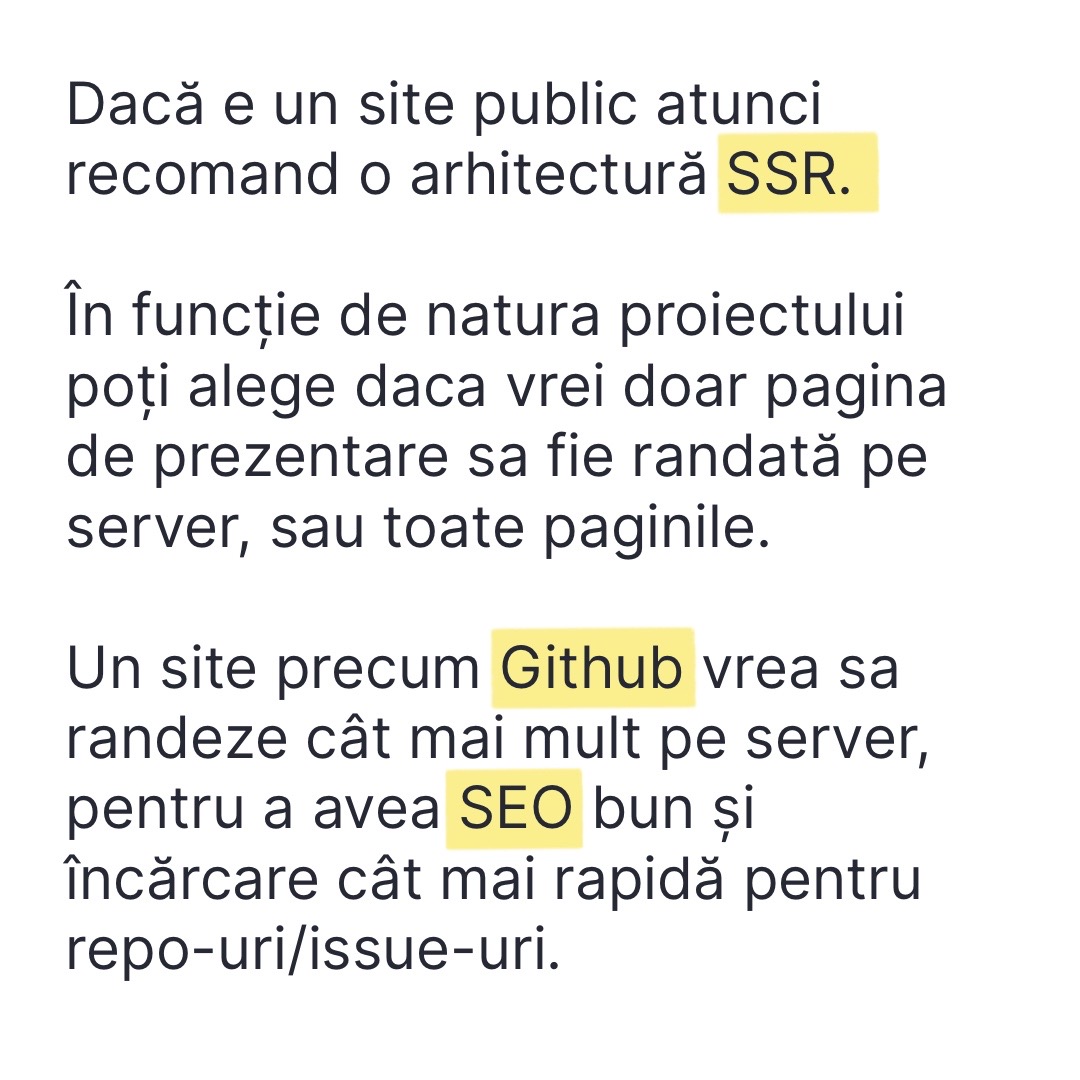 Dacă e un site public atunci
recomand o arhitectură SSR.
În funcție de natura proiectului
poți alege daca vrei doar pagina
de prezentare sa fie randată pe
server, sau toate paginile.
Un site precum Github vrea sa
randeze cât mai mult pe server,
pentru a avea SEO bun și
încărcare cât mai rapidă pentru
repo-uri/issue-uri.